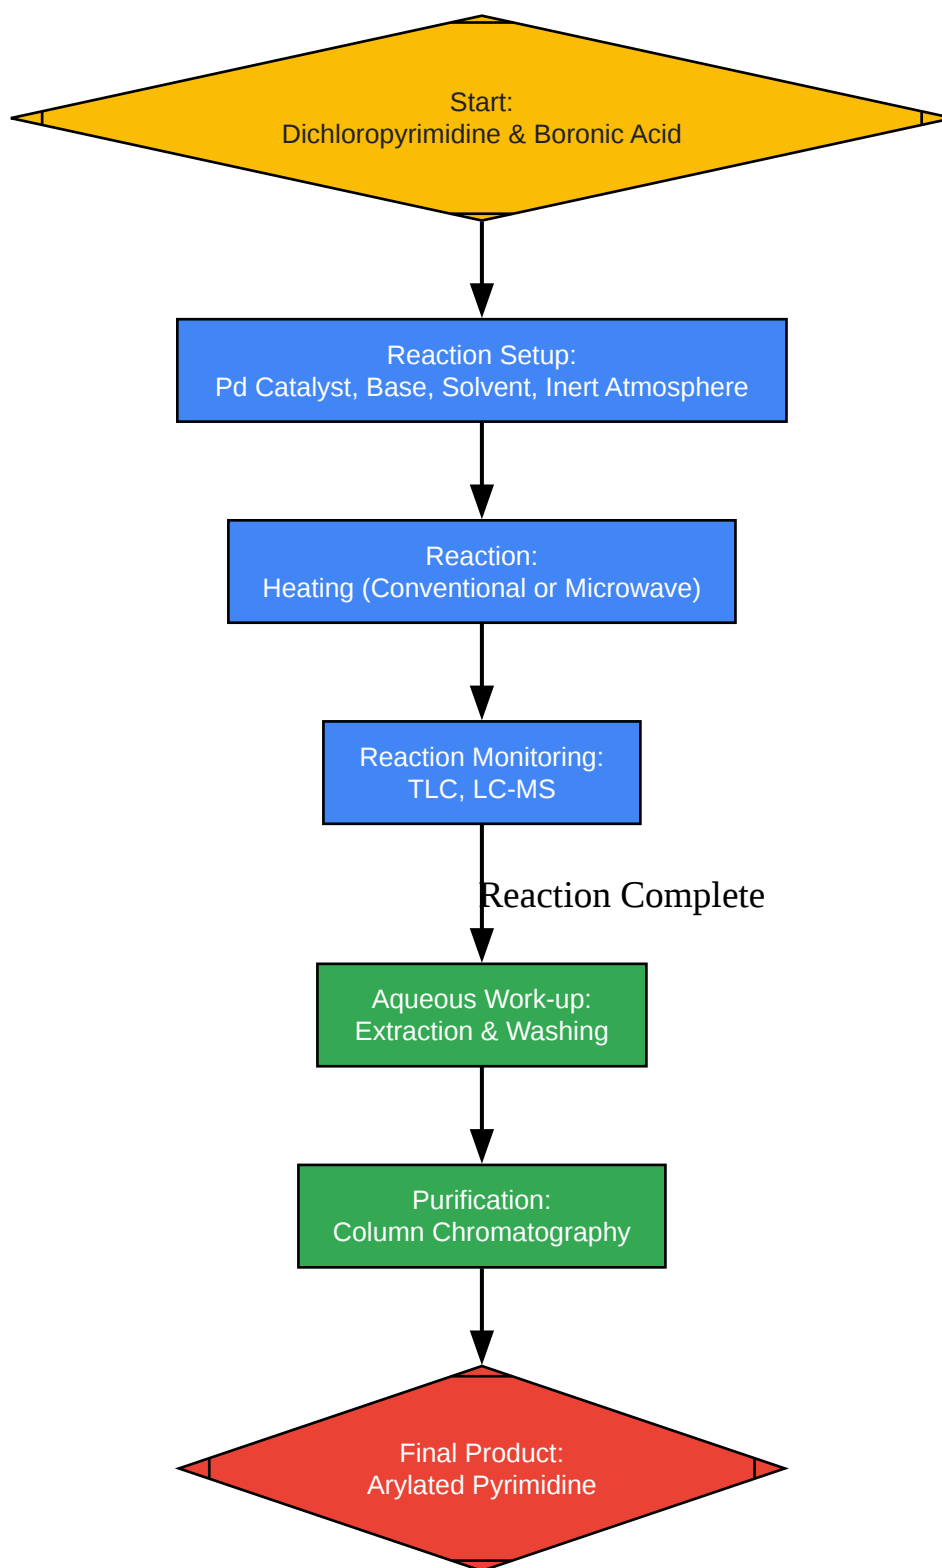 Start:
Dichloropyrimidine & Boronic Acid
Reaction Setup:
Pd Catalyst, Base, Solvent, Inert Atmosphere
Reaction:
Heating (Conventional or Microwave)
Reaction Monitoring:
TLC, LC-MS
Reaction Complete
Aqueous Work-up:
Extraction & Washing
Purification:
Column Chromatography
Final Product:
Arylated Pyrimidine